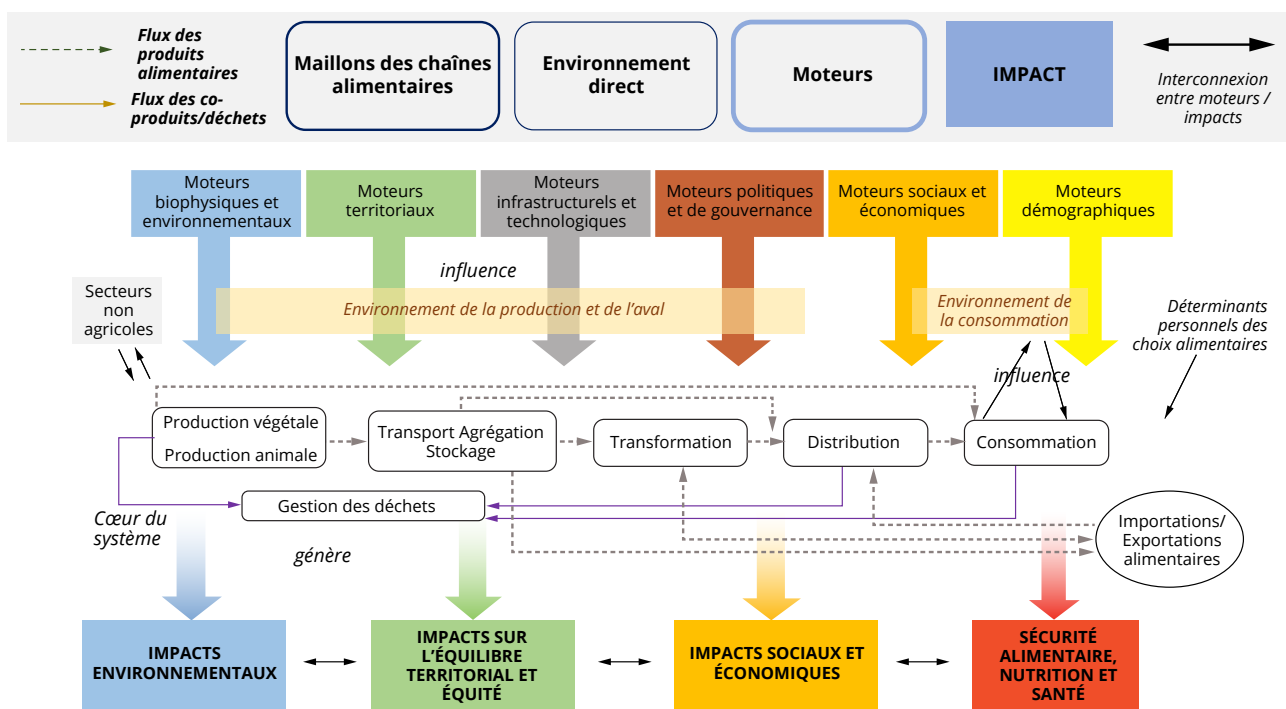 Flux des
produits
alimentaires
Flux des co-
produits/déchets
Maillons des chaînes
alimentaires
Environnement
direct
Moteurs
IMPACT
Interconnexion
entre moteurs /
impacts
Moteurs
biophysiques et
environnementaux
Moteurs
territoriaux
Moteurs
infrastructurels et
technologiques
Moteurs politiques
et de gouvernance
Moteurs sociaux et
économiques
Moteurs
démographiques
influence
Secteurs
non
agricoles
Environnement de la production et de l'aval
Environnement de
la consommation
Déterminants
personnels des
choix alimentaires
influence
Production végétale
Production animale
Transport Agrégation
Stockage
Transformation
Distribution
Consommation
Gestion des déchets
Cœur du
système
génère
Importations/
Exportations
alimentaires
IMPACTS
ENVIRONNEMENTAUX
IMPACTS SUR
L'ÉQUILIBRE
TERRITORIAL ET
ÉQUITÉ
IMPACTS SOCIAUX ET
ÉCONOMIQUES
SÉCURITÉ
ALIMENTAIRE,
NUTRITION ET
SANTÉ